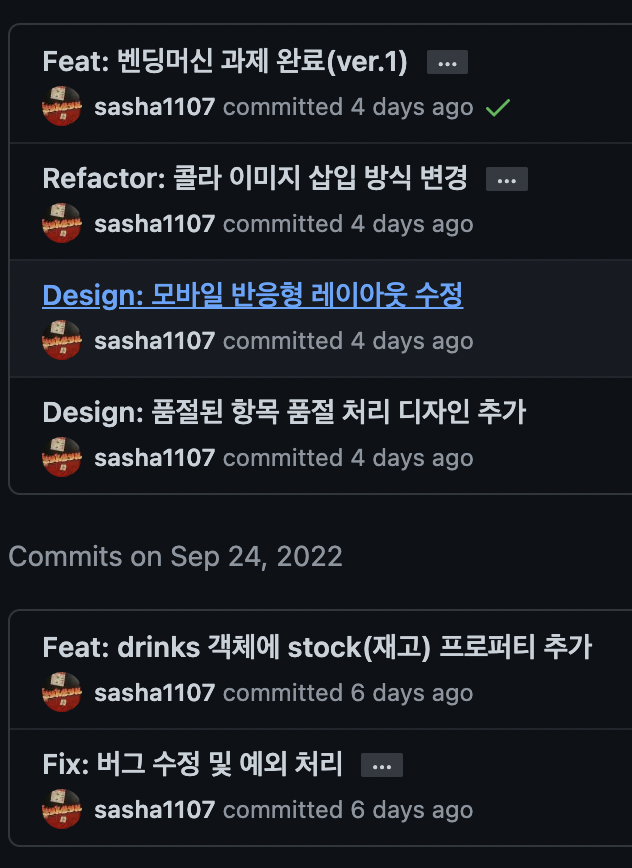 Feat: 벤딩머신 과제 완료(ver.1) ...
sasha1107 committed 4 days ago
Refactor: 콜라 이미지 삽입 방식 변경 ...
sasha1107 committed 4 days ago
Design: 모바일 반응형 레이아웃 수정
sasha1107 committed 4 days ago
Design: 품절된 항목 품절 처리 디자인 추가
sasha1107 committed 4 days ago
Commits on Sep 24, 2022
Feat: drinks 객체에 stock(재고) 프로퍼티 추가
sasha1107 committed 6 days ago
Fix: 버그 수정 및 예외 처리 ...
sasha1107 committed 6 days ago